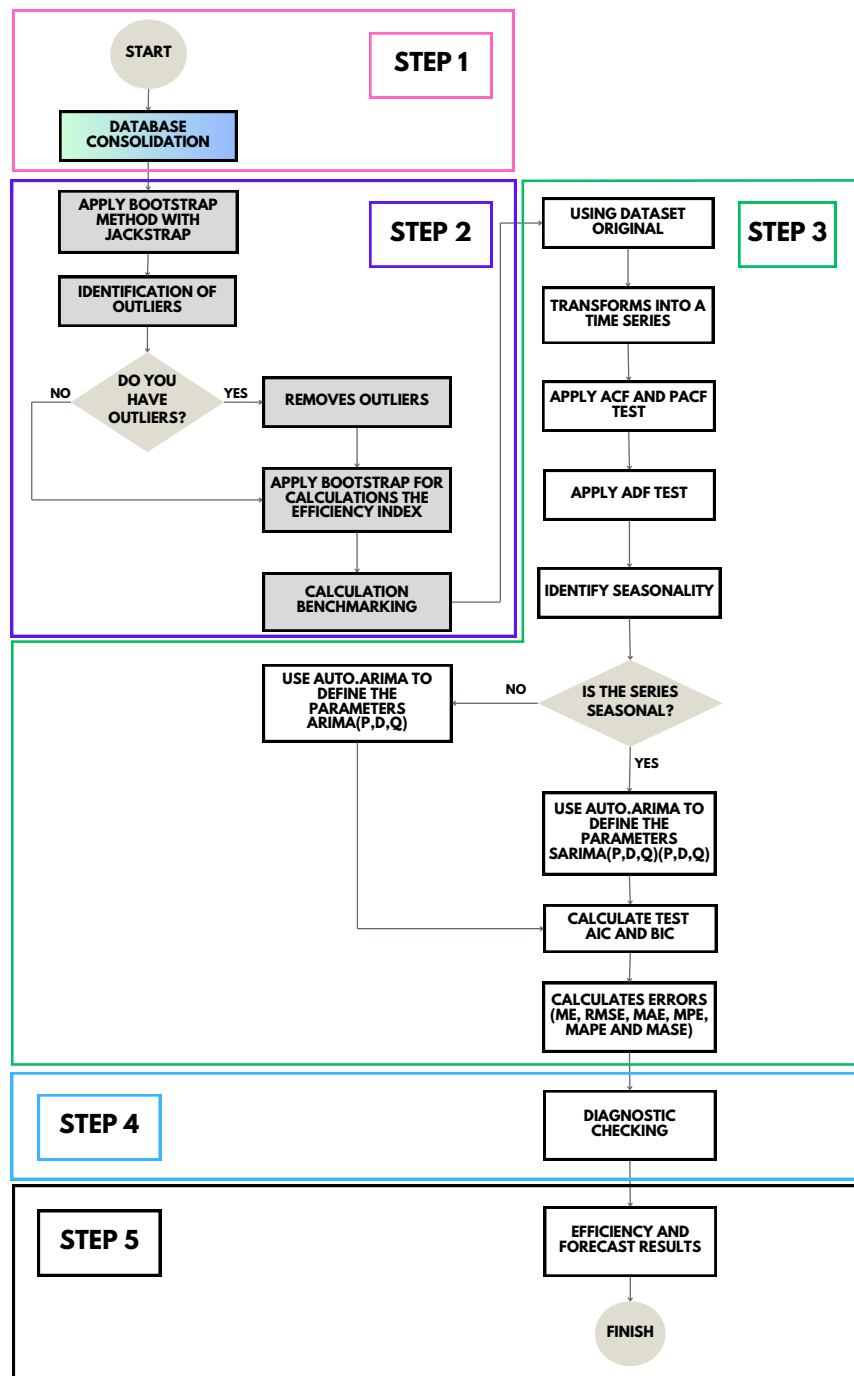 START
STEP 1
DATABASE
CONSOLIDATION
APPLY BOOTSTRAP
METHOD WITH
JACKSTRAP
STEP 2
IDENTIFICATION OF
OUTLIERS
DO YOU
HAVE
OUTLIERS?
NO
YES
REMOVES OUTLIERS
APPLY BOOTSTRAP FOR
CALCULATIONS THE
EFFICIENCY INDEX
CALCULATION
BENCHMARKING
USING DATASET
ORIGINAL
STEP 3
TRANSFORMS INTO A
TIME SERIES
APPLY ACF AND PACF
TEST
APPLY ADF TEST
IDENTIFY SEASONALITY
IS THE SERIES
SEASONAL?
NO
USE AUTO.ARIMA TO
DEFINE THE
PARAMETERS
ARIMA(P,D,Q)
YES
USE AUTO.ARIMA TO
DEFINE THE
PARAMETERS
SARIMA(P,D,Q)(P,D,Q)
CALCULATE TEST
AIC AND BIC
CALCULATES ERRORS
(ME, RMSE, MAE, MPE,
MAPE AND MASE)
STEP 4
DIAGNOSTIC
CHECKING
STEP 5
EFFICIENCY AND
FORECAST RESULTS
FINISH